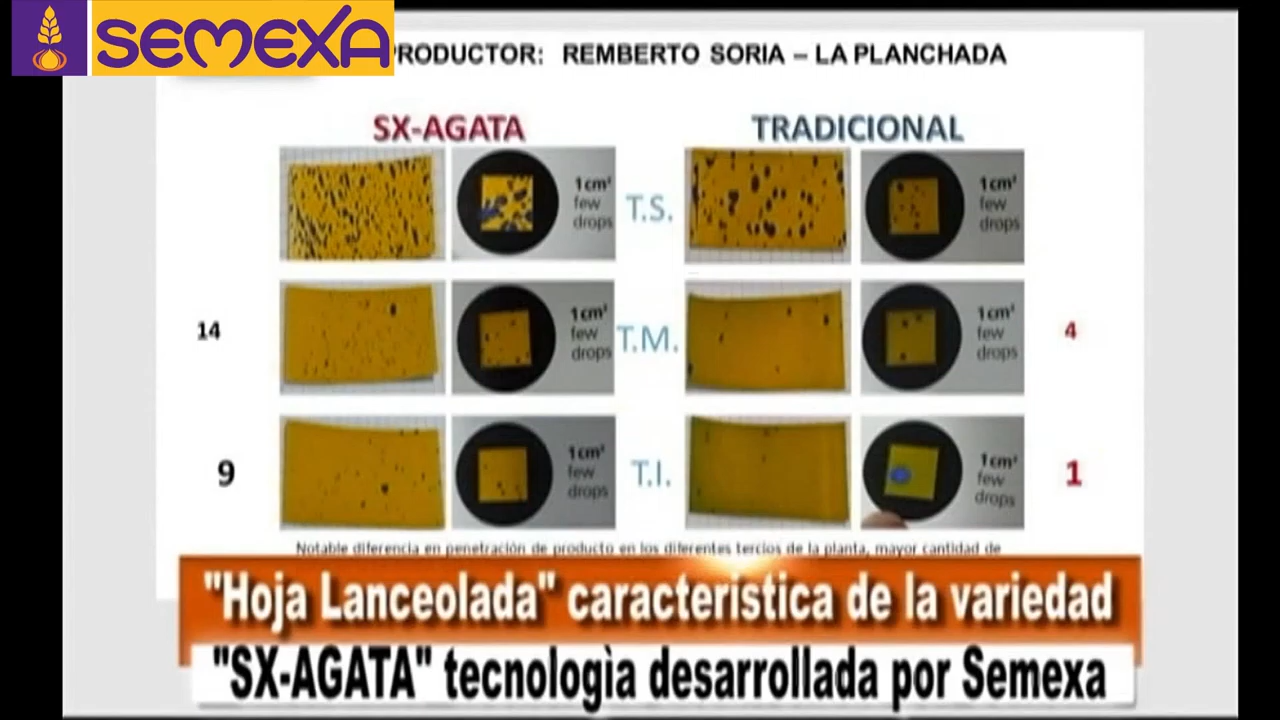 SEMEXA
PRODUCTOR: REMBERTO SORIA – LA PLANCHADA
SX-AGATA
TRADICIONAL
1cm²
few
drops
T.S.
1cm²
few
drops
14
1cm²
few
drops
T.M.
1cm²
few
drops
4
9
1cm²
few
drops
T.I.
1cm²
few
drops
1
Notable diferencia en penetración de producto en los diferentes tercios de la planta, mayor cantidad de
"Hoja Lanceolada" característica de la variedad
"SX-AGATA" tecnologìa desarrollada por Semexa